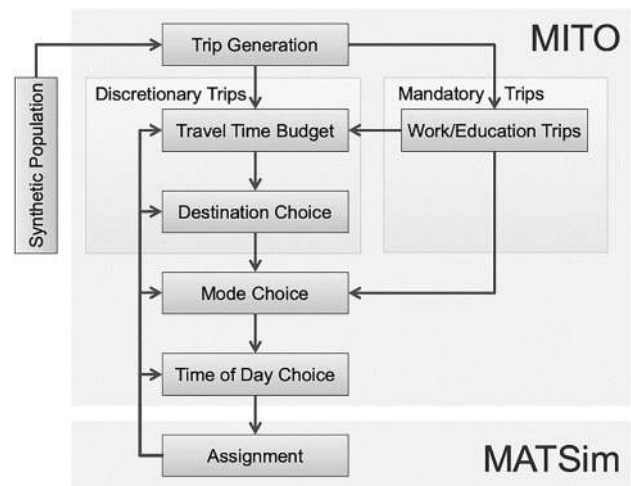 Trip Generation
MITO
Synthetic Population
Discretionary Trips
Mandatory Trips
Travel Time Budget
Work/Education Trips
Destination Choice
Mode Choice
Time of Day Choice
Assignment
MATSim